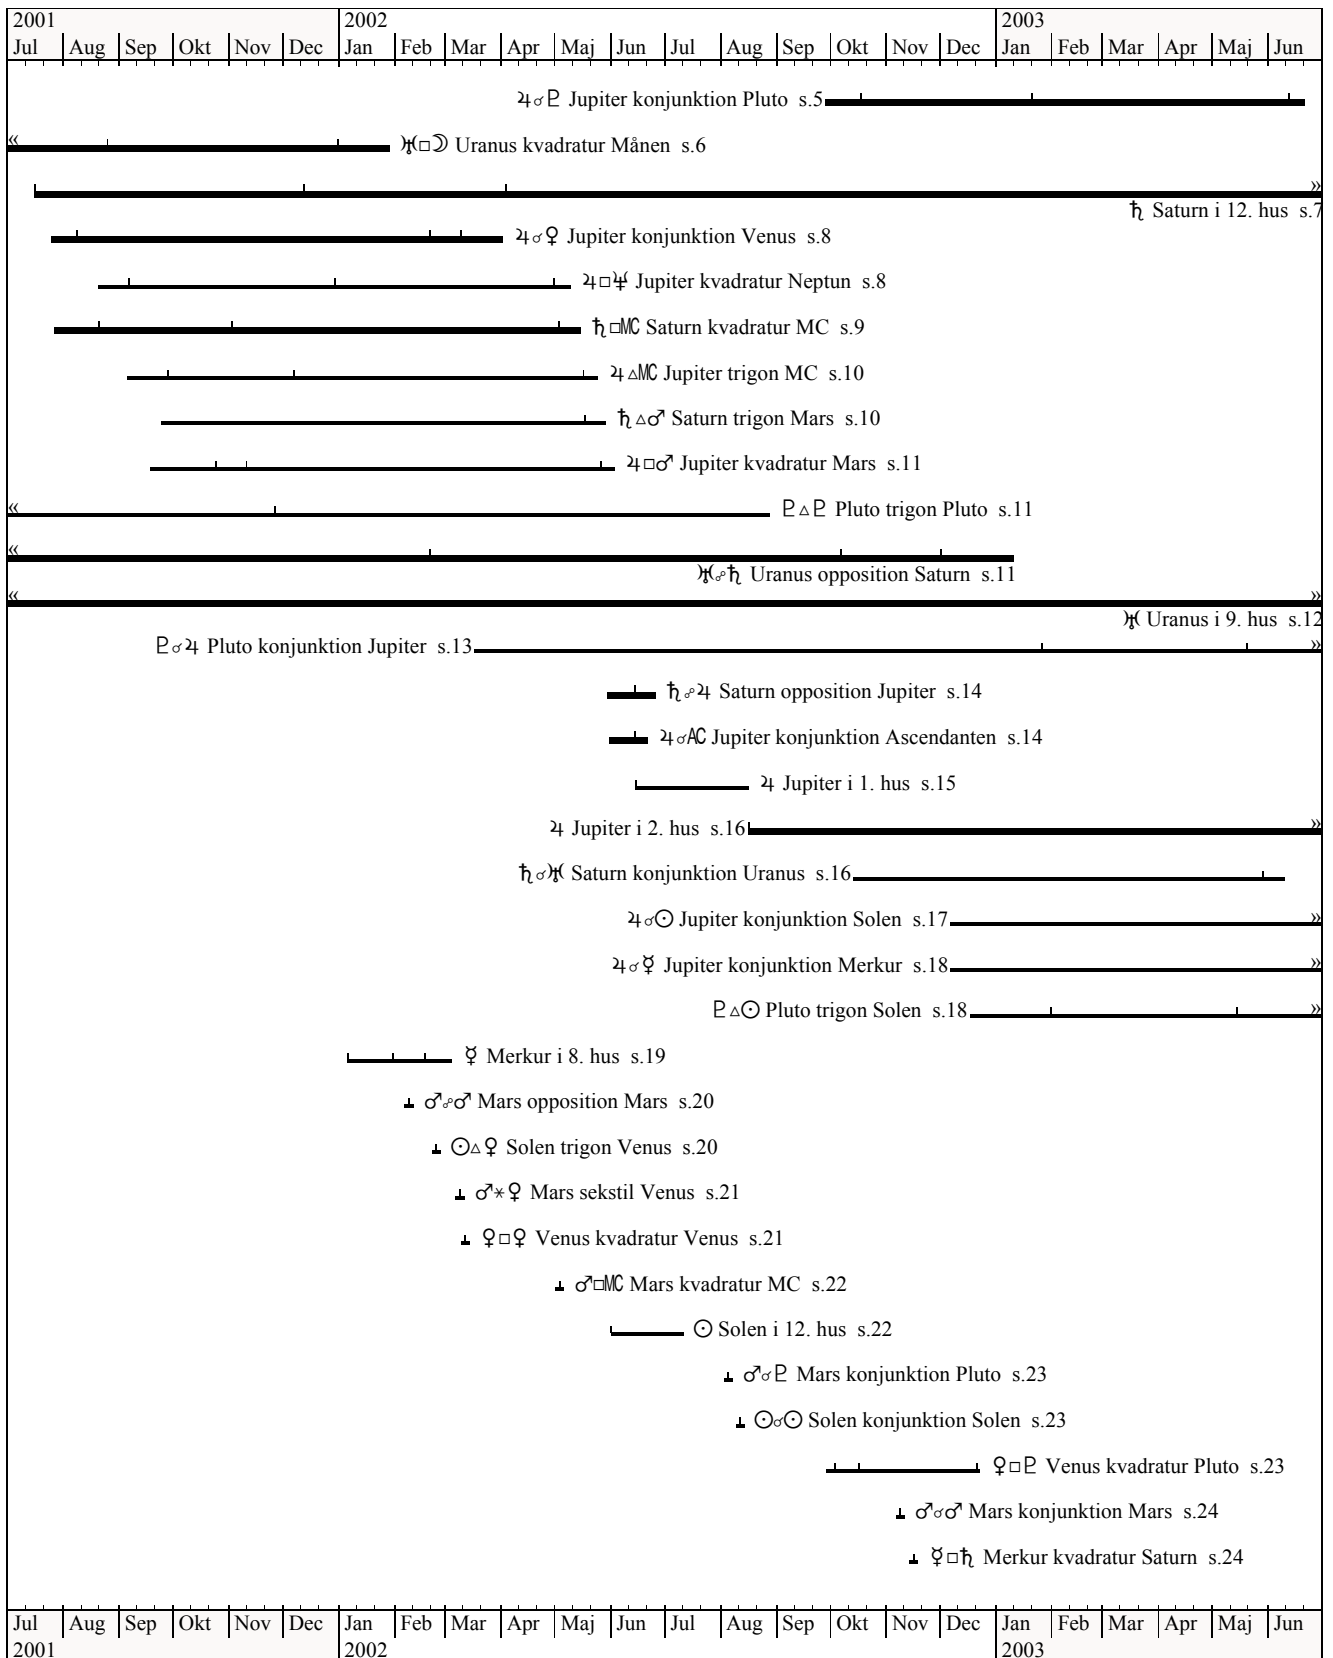 2001 2002 2003
Jul Aug Sep Okt Nov Dec Jan Feb Mar Apr Maj Jun Jul Aug Sep Okt Nov Dec Jan Feb Mar Apr Maj Jun
♃☌♇ Jupiter konjunktion Pluto s.5
«
♅□☽ Uranus kvadratur Månen s.6
»
♄ Saturn i 12. hus s.7
♃☌♀ Jupiter konjunktion Venus s.8
♃□♆ Jupiter kvadratur Neptun s.8
♄□MC Saturn kvadratur MC s.9
♃△MC Jupiter trigon MC s.10
♄△♂ Saturn trigon Mars s.10
♃□♂ Jupiter kvadratur Mars s.11
« ♇△♇ Pluto trigon Pluto s.11
«
♅☍♄ Uranus opposition Saturn s.11
« »
♅ Uranus i 9. hus s.12
♇☌♃ Pluto konjunktion Jupiter s.13 »
♄☍♃ Saturn opposition Jupiter s.14
♃☌AC Jupiter konjunktion Ascendanten s.14
♃ Jupiter i 1. hus s.15
♃ Jupiter i 2. hus s.16 »
♄☌♅ Saturn konjunktion Uranus s.16
♃☌☉ Jupiter konjunktion Solen s.17 »
♃☌☿ Jupiter konjunktion Merkur s.18 »
♇△☉ Pluto trigon Solen s.18 »
☿ Merkur i 8. hus s.19
♂☍♂ Mars opposition Mars s.20
☉△♀ Solen trigon Venus s.20
♂⚹♀ Mars sekstil Venus s.21
♀□♀ Venus kvadratur Venus s.21
♂□MC Mars kvadratur MC s.22
☉ Solen i 12. hus s.22
♂☌♇ Mars konjunktion Pluto s.23
☉☌☉ Solen konjunktion Solen s.23
♀□♇ Venus kvadratur Pluto s.23
♂☌♂ Mars konjunktion Mars s.24
☿□♄ Merkur kvadratur Saturn s.24
Jul Aug Sep Okt Nov Dec Jan Feb Mar Apr Maj Jun Jul Aug Sep Okt Nov Dec Jan Feb Mar Apr Maj Jun
2001 2002 2003